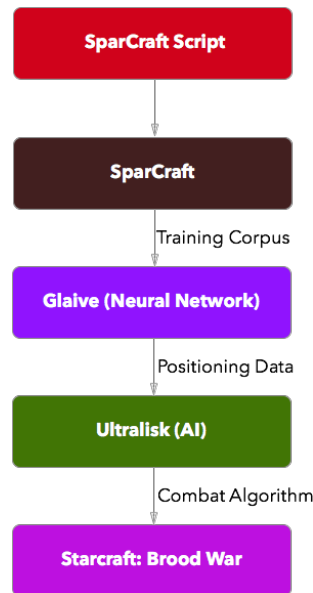 SparCraft Script
SparCraft
Training Corpus
Glaive (Neural Network)
Positioning Data
Ultralisk (AI)
Combat Algorithm
Starcraft: Brood War